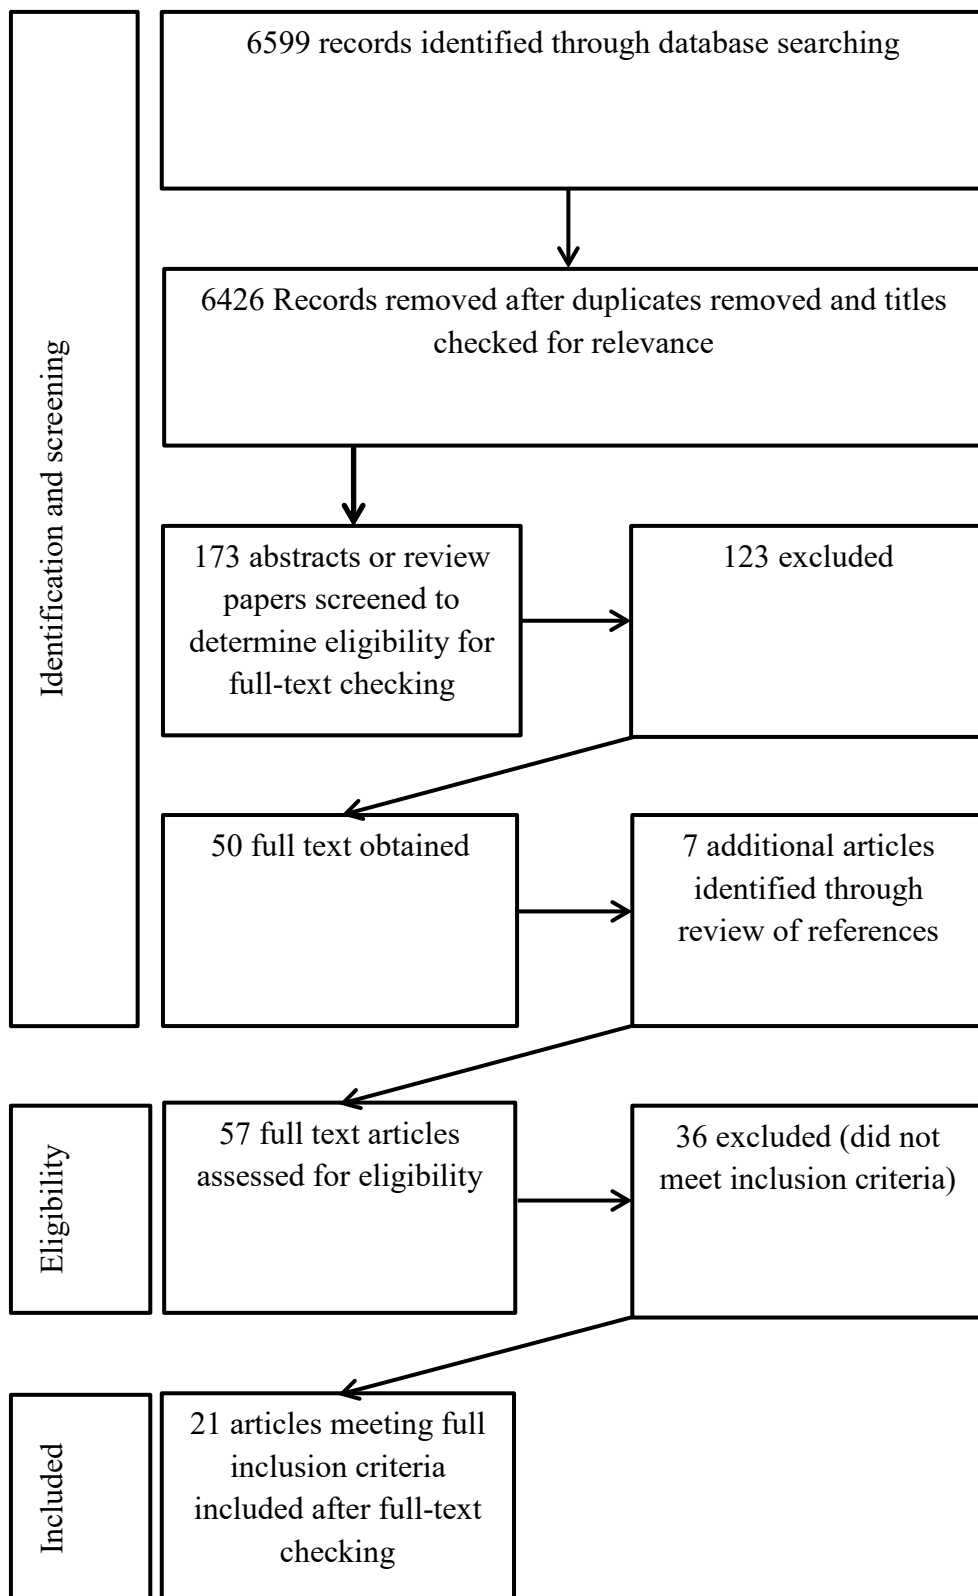 6599 records identified through database searching
6426 Records removed after duplicates removed and titles
checked for relevance
Identification and screening
173 abstracts or review
papers screened to
determine eligibility for
full-text checking
123 excluded
50 full text obtained
7 additional articles
identified through
review of references
Eligibility
57 full text articles
assessed for eligibility
36 excluded (did not
meet inclusion criteria)
Included
21 articles meeting full
inclusion criteria
included after full-text
checking